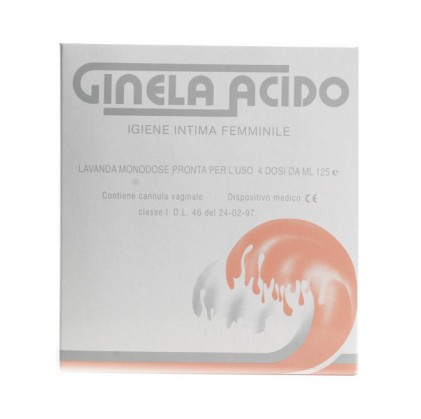 GINELA ACIDO
IGIENE INTIMA FEMMINILE
LAVANDA MONODOSE PRONTA PER L'USO 4 DOSI DA ML 125 e
Contiene cannula vaginale Dispositivo medico CE
classe I D.L. 46 del 24-02-97